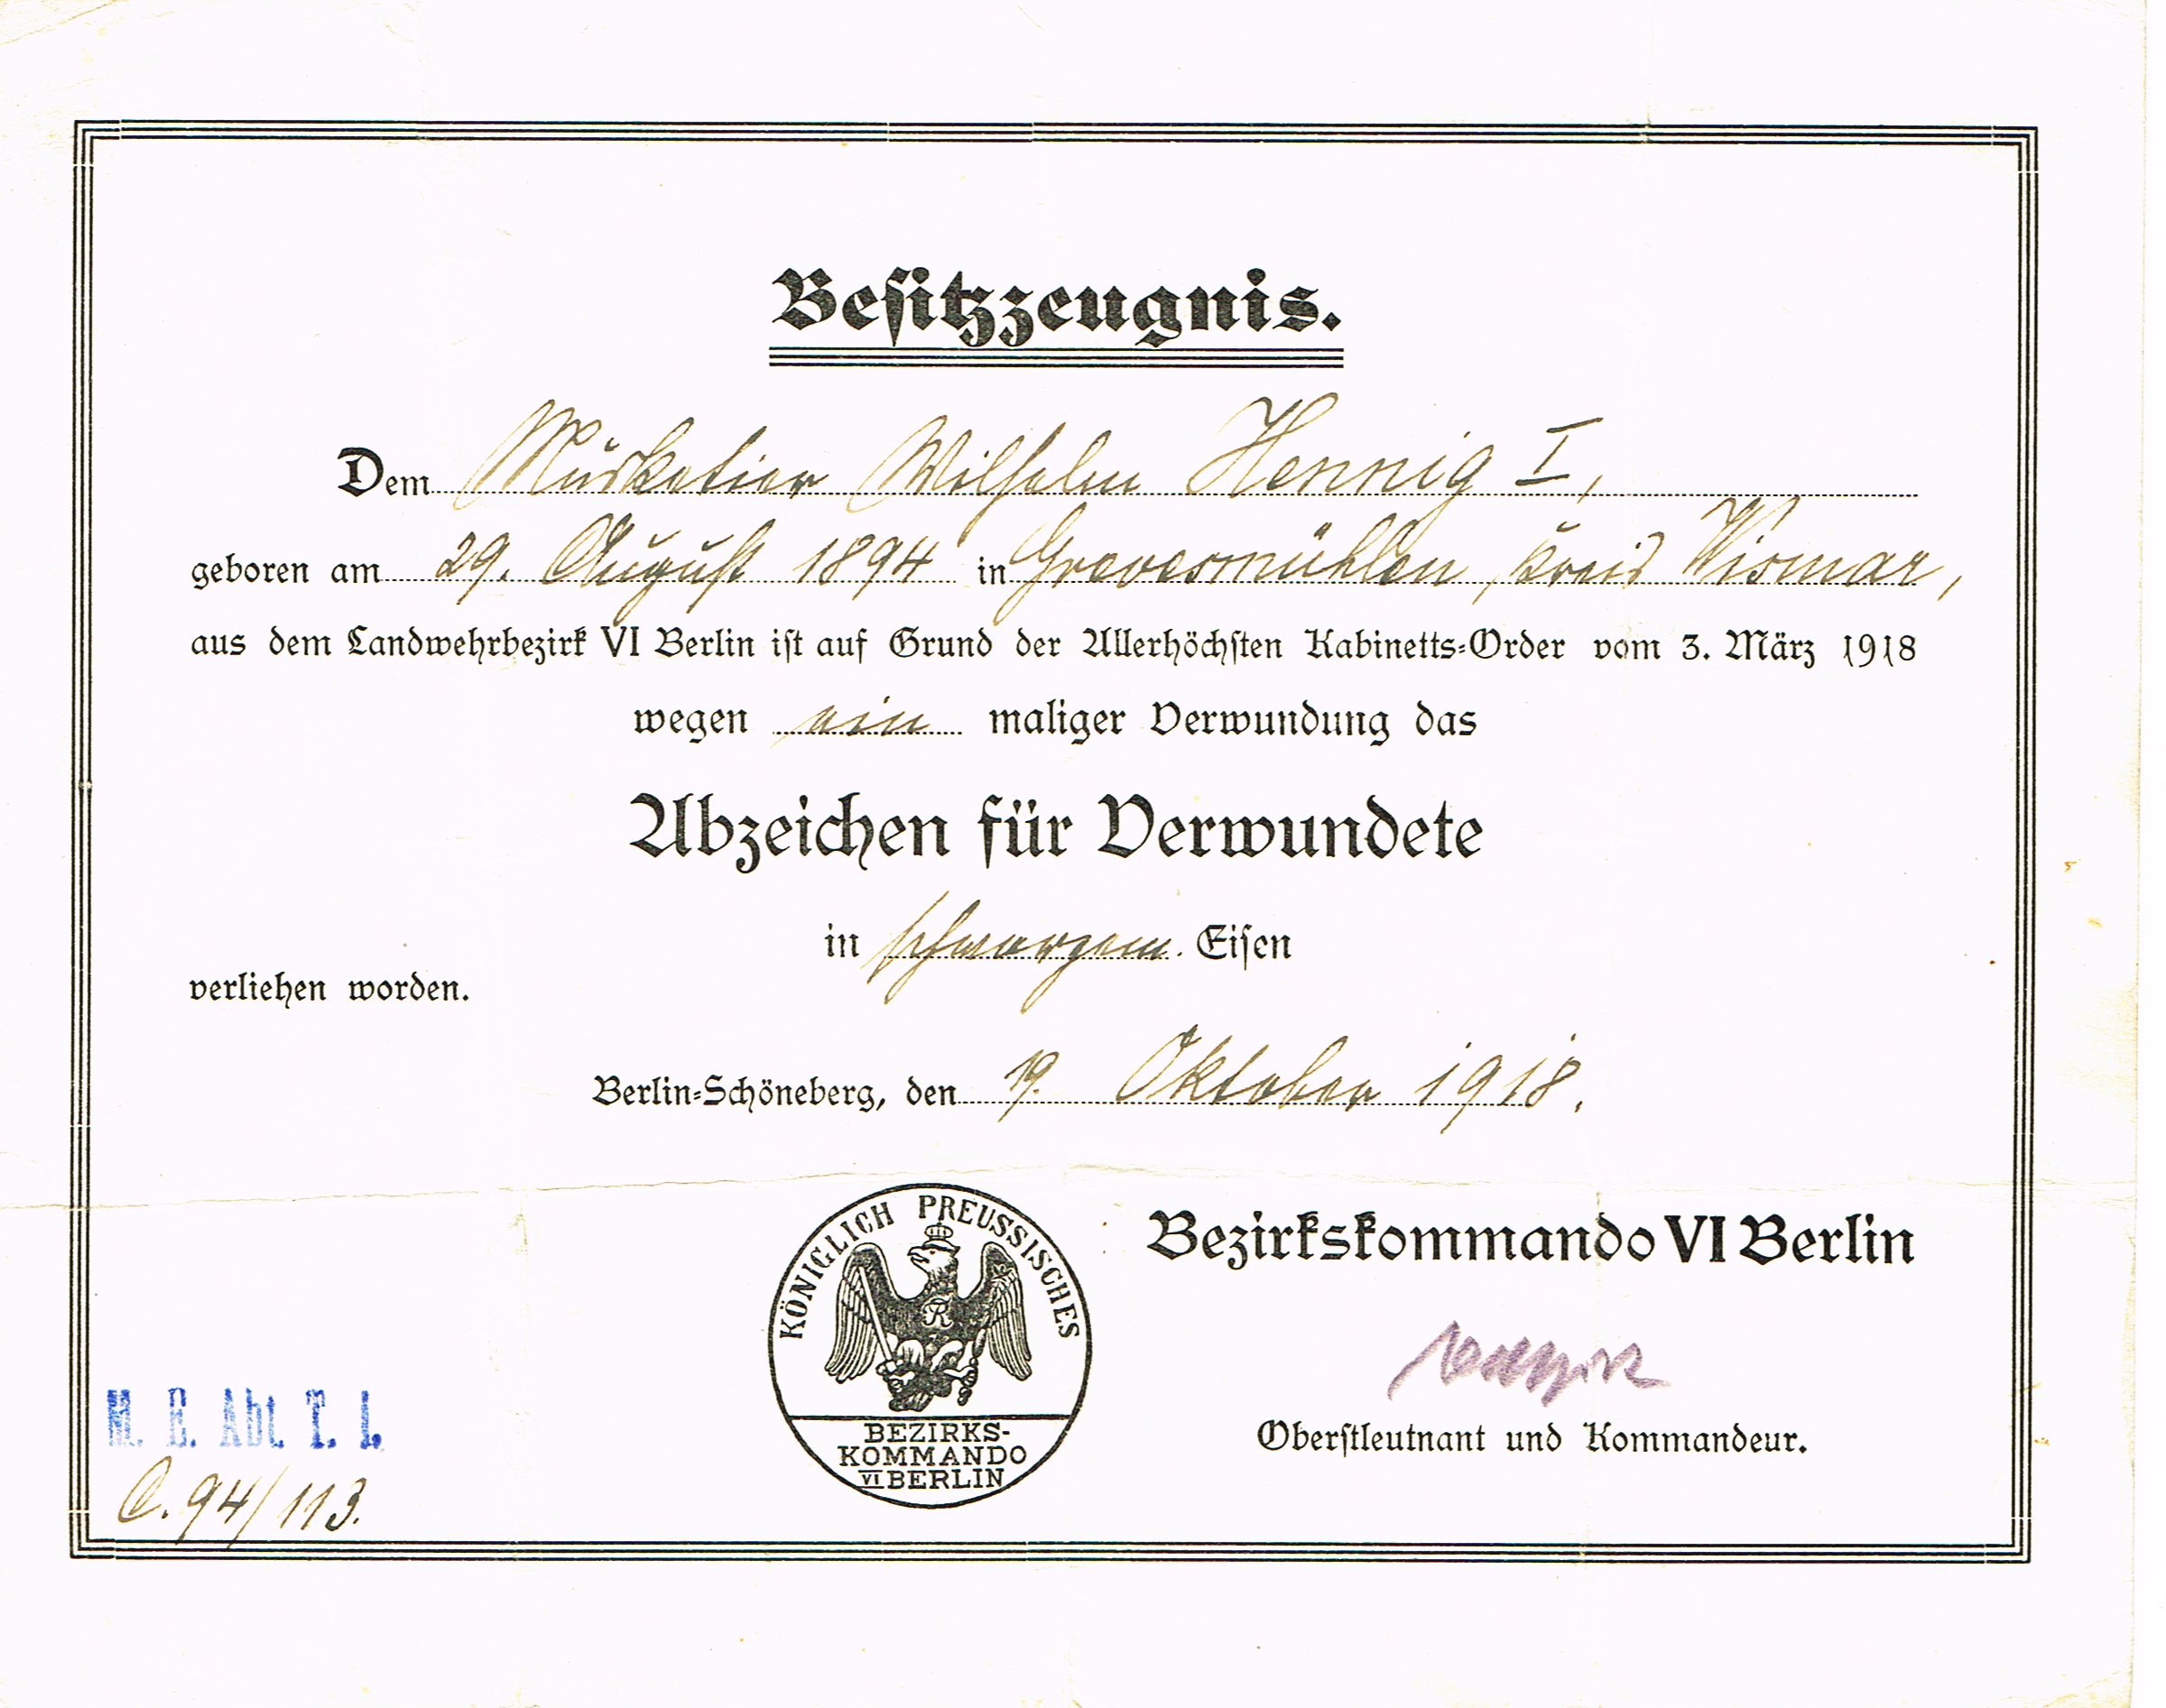 Besitzzeugnis.
Dem Musketier Wilhelm Hennig I,
geboren am 29. August 1894 in Grevesmühlen, Kreis Wismar,
aus dem Landwehrbezirk VI Berlin ist auf Grund der Allerhöchsten Kabinetts-Order vom 3. März 1918
wegen ein maliger Verwundung das
Abzeichen für Verwundete
in schwarzem Eisen
verliehen worden.
Berlin-Schöneberg, den 19. Oktober 1918.
KÖNIGLICH PREUSSISCHES
FR
BEZIRKS-
KOMMANDO
VI BERLIN
Bezirkskommando VI Berlin
Oberstleutnant und Kommandeur.
M. E. Abt. T. I.
C. 94/113.